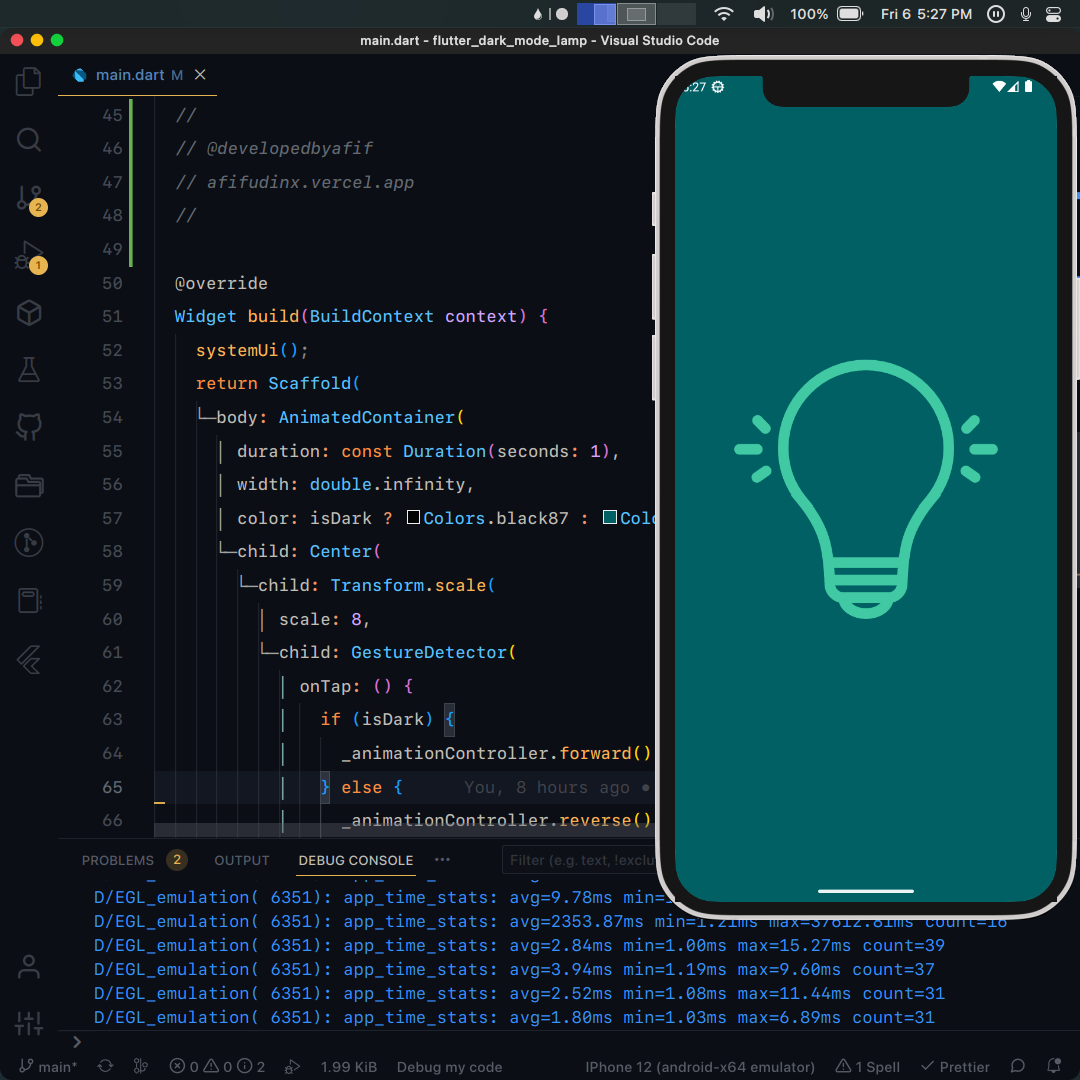 100%
Fri 6 5:27 PM
main.dart - flutter_dark_mode_lamp - Visual Studio Code
main.dart M
45 //
46 // @developedbyafif
47 // afifudinx.vercel.app
48 //
49
50 @override
51 Widget build(BuildContext context) {
52 systemUi();
53 return Scaffold(
54 body: AnimatedContainer(
55 duration: const Duration(seconds: 1),
56 width: double.infinity,
57 color: isDark ? Colors.black87 : Colo
58 child: Center(
59 child: Transform.scale(
60 scale: 8,
61 child: GestureDetector(
62 onTap: () {
63 if (isDark) {
64 _animationController.forward()
65 } else { You, 8 hours ago •
66 _animationController.reverse()
:27
2
1
PROBLEMS 2 OUTPUT DEBUG CONSOLE ••• Filter (e.g. text, !exclu
D/EGL_emulation( 6351): app_time_stats: avg=9.78ms min=
D/EGL_emulation( 6351): app_time_stats: avg=2353.87ms min=1.21ms max=37612.81ms count=16
D/EGL_emulation( 6351): app_time_stats: avg=2.84ms min=1.00ms max=15.27ms count=39
D/EGL_emulation( 6351): app_time_stats: avg=3.94ms min=1.19ms max=9.60ms count=37
D/EGL_emulation( 6351): app_time_stats: avg=2.52ms min=1.08ms max=11.44ms count=31
D/EGL_emulation( 6351): app_time_stats: avg=1.80ms min=1.03ms max=6.89ms count=31
main* 0 0 2 1.99 KiB Debug my code IPhone 12 (android-x64 emulator) 1 Spell Prettier